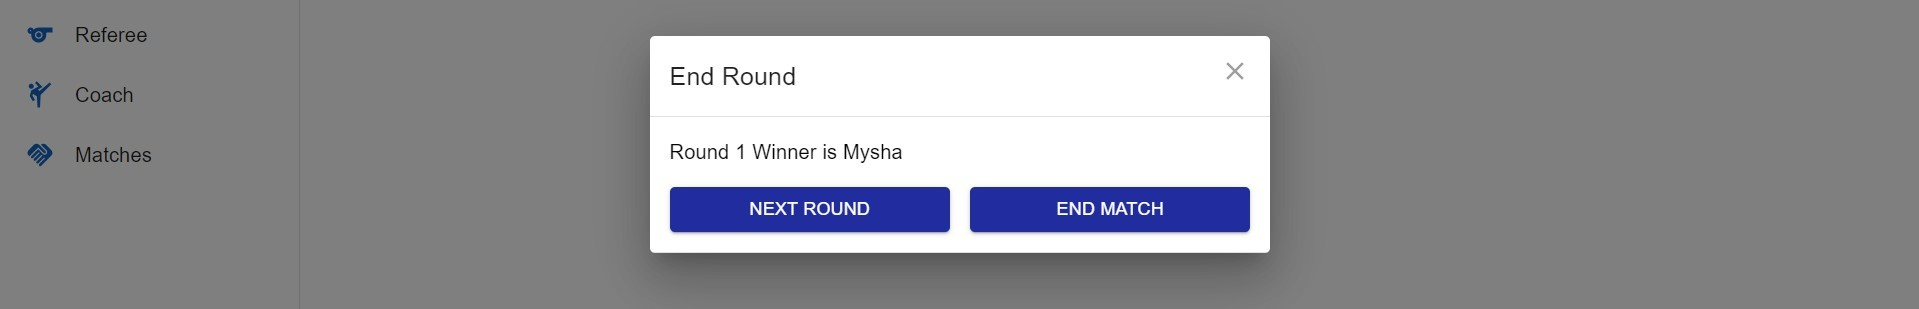 Referee
Coach
Matches
End Round
Round 1 Winner is Mysha
NEXT ROUND
END MATCH